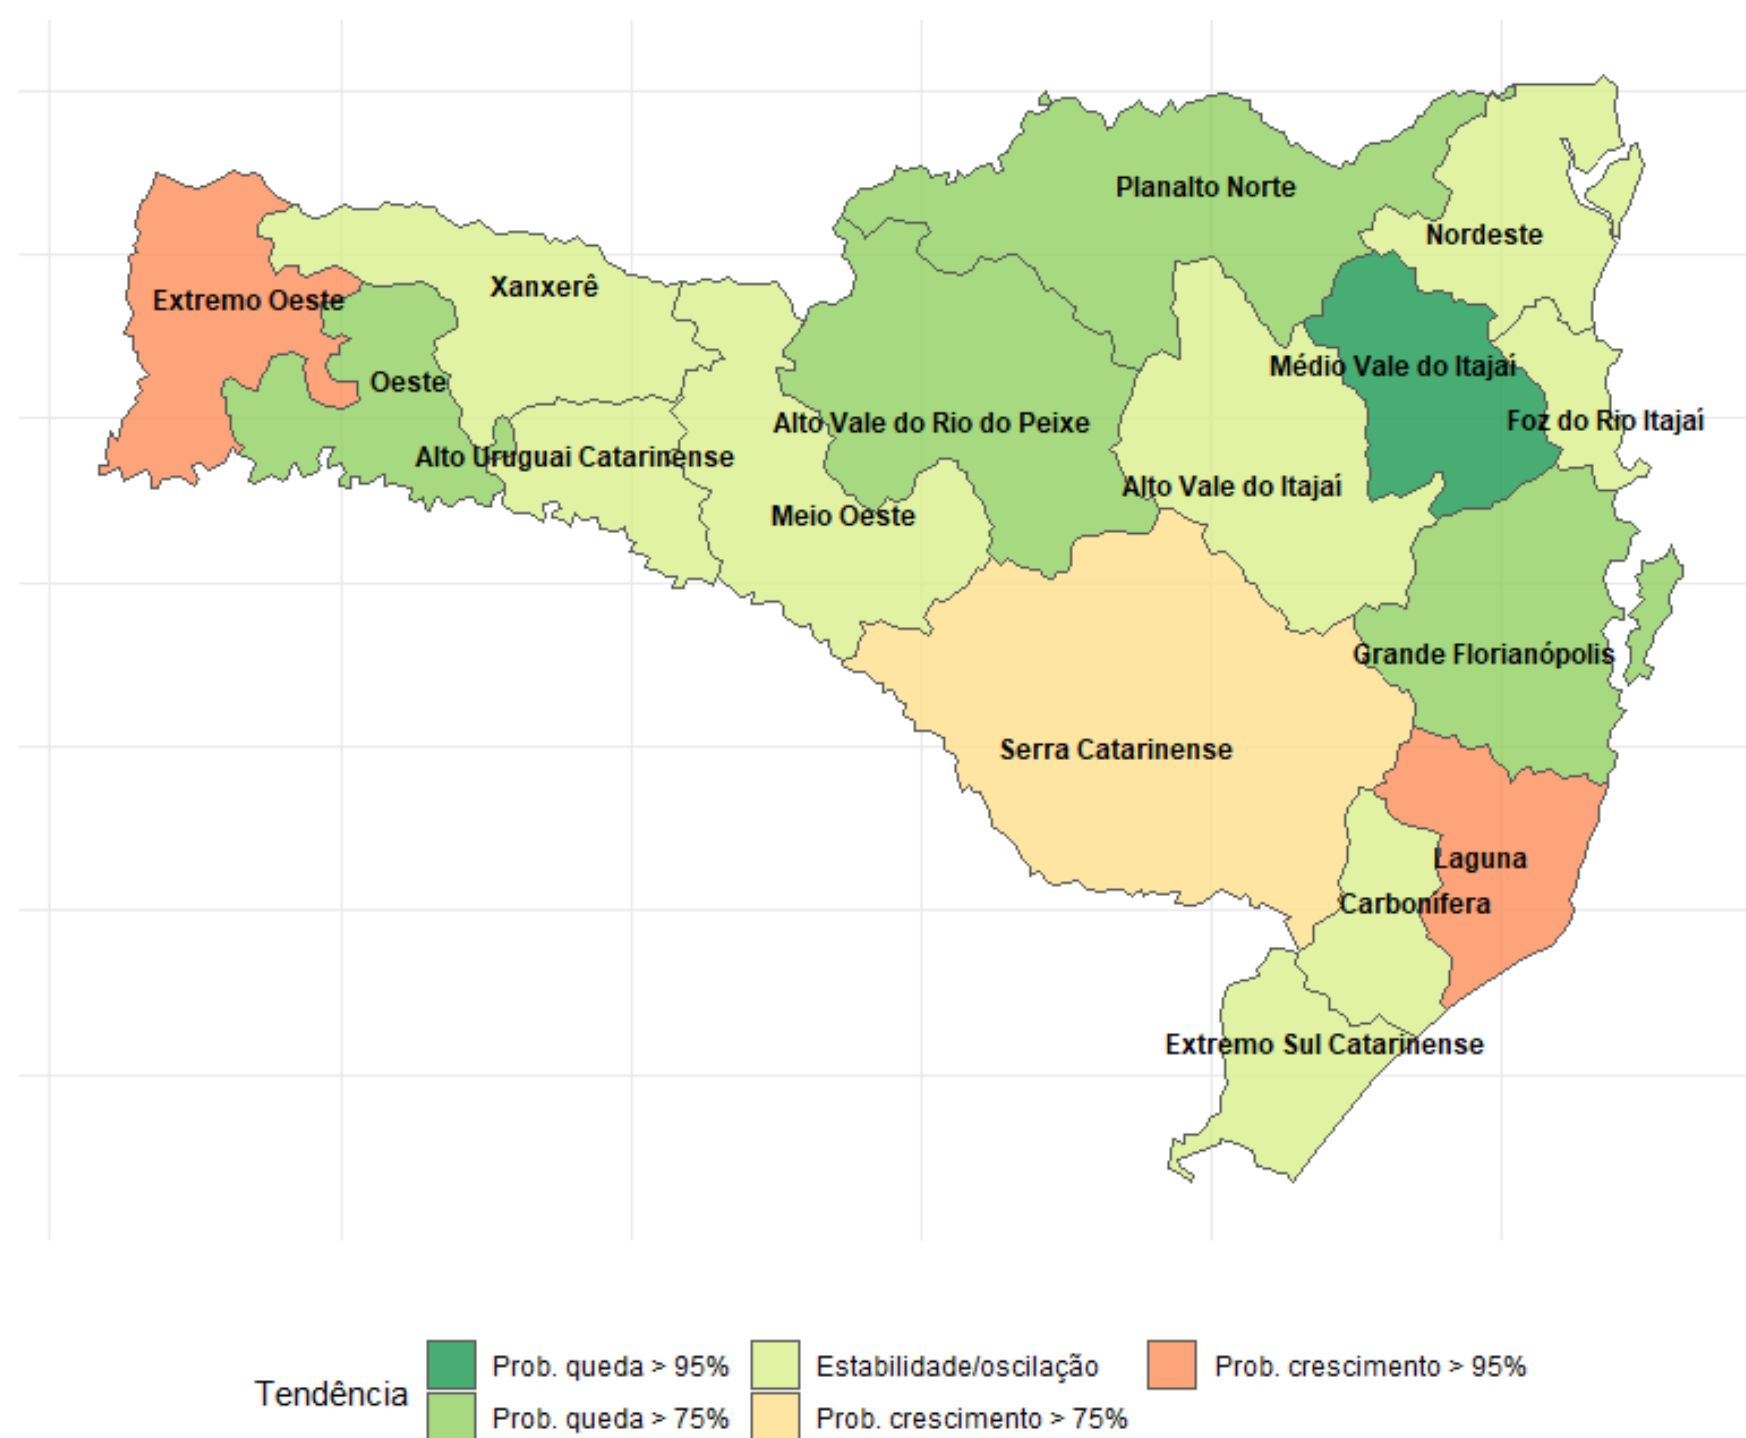 Planalto Norte
Nordeste
Xanxerê
Extremo Oeste
Médio Vale do Itajaí
Oeste
Foz do Rio Itajaí
Alto Vale do Rio do Peixe
Alto Uruguai Catarinense
Alto Vale do Itajaí
Meio Oeste
Grande Florianópolis
Serra Catarinense
Laguna
Carbonífera
Extremo Sul Catarinense
Tendência
Prob. queda > 95%
Prob. queda > 75%
Estabilidade/oscilação
Prob. crescimento > 75%
Prob. crescimento > 95%